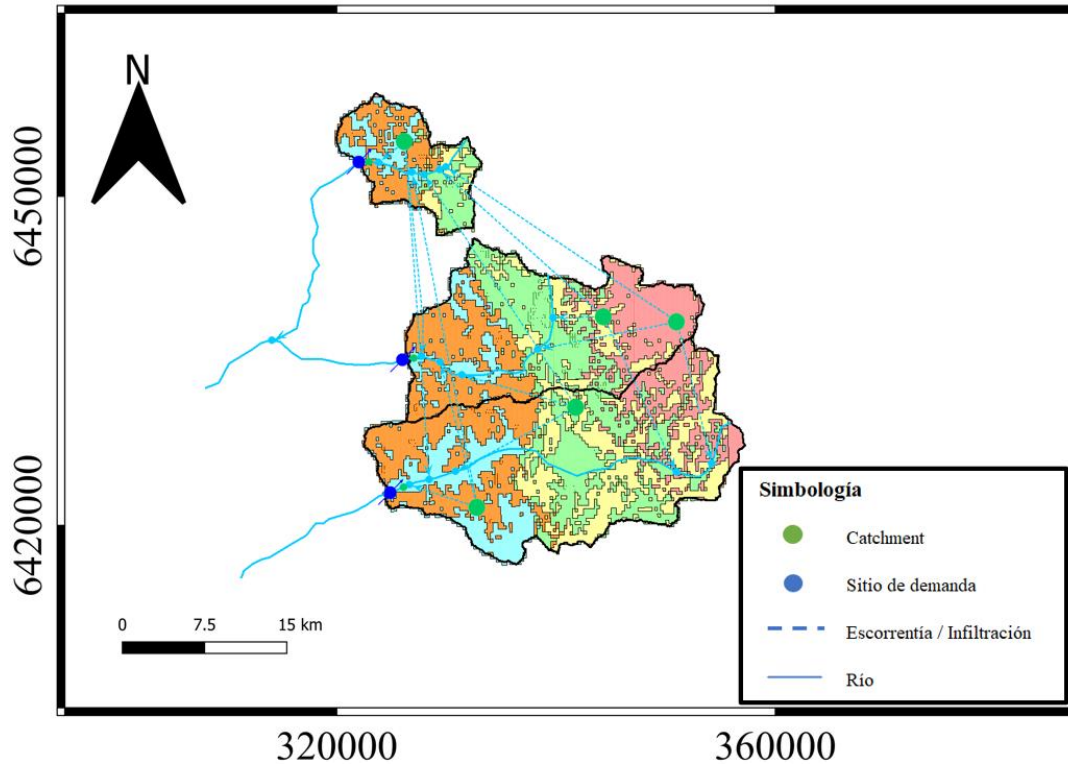 N
6450000
6420000
0 7.5 15 km
Simbología
Catchment
Sitio de demanda
Escorrentía / Infiltración
Río
320000 360000